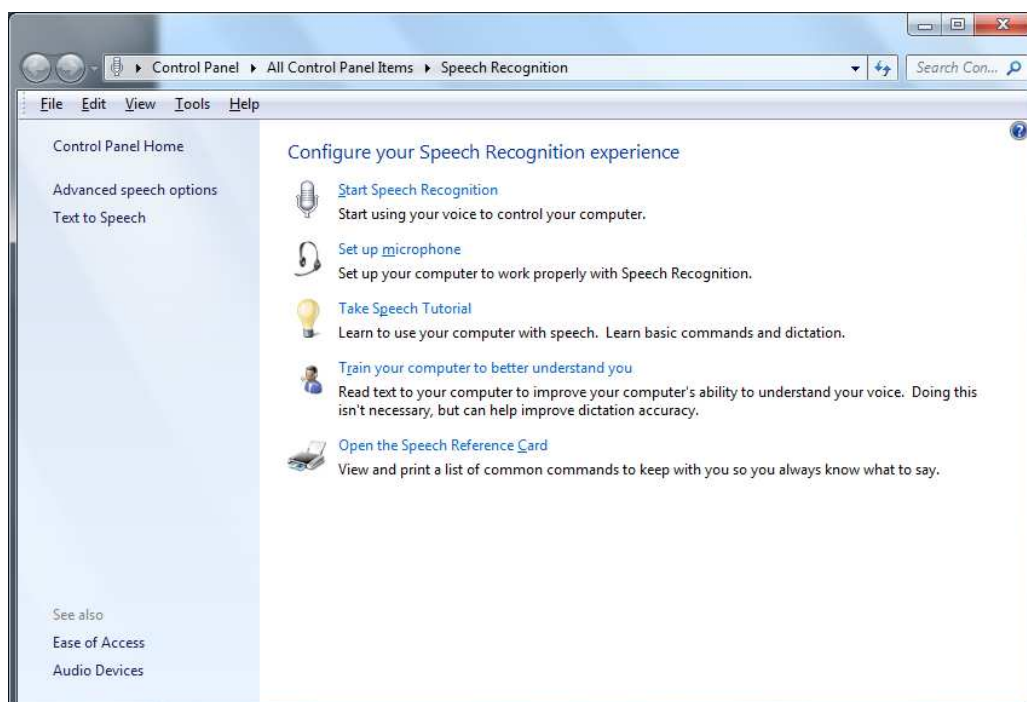 Control Panel ▸ All Control Panel Items ▸ Speech Recognition
Search Con...
File Edit View Tools Help
Control Panel Home
Advanced speech options
Text to Speech
Configure your Speech Recognition experience
Start Speech Recognition
Start using your voice to control your computer.
Set up microphone
Set up your computer to work properly with Speech Recognition.
Take Speech Tutorial
Learn to use your computer with speech. Learn basic commands and dictation.
Train your computer to better understand you
Read text to your computer to improve your computer's ability to understand your voice. Doing this
isn't necessary, but can help improve dictation accuracy.
Open the Speech Reference Card
View and print a list of common commands to keep with you so you always know what to say.
See also
Ease of Access
Audio Devices